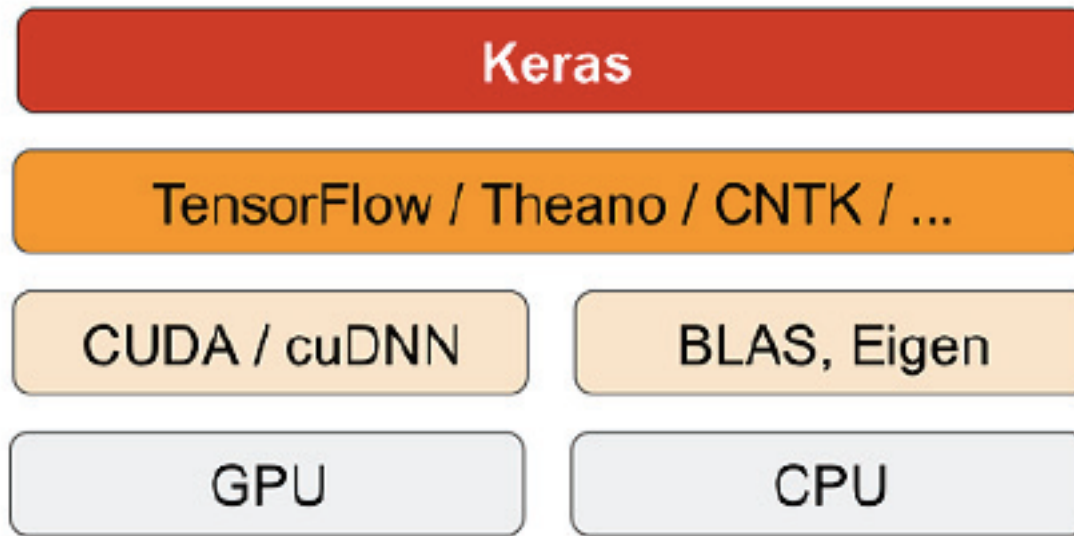 Keras
TensorFlow / Theano / CNTK / ...
CUDA / cuDNN
BLAS, Eigen
GPU
CPU